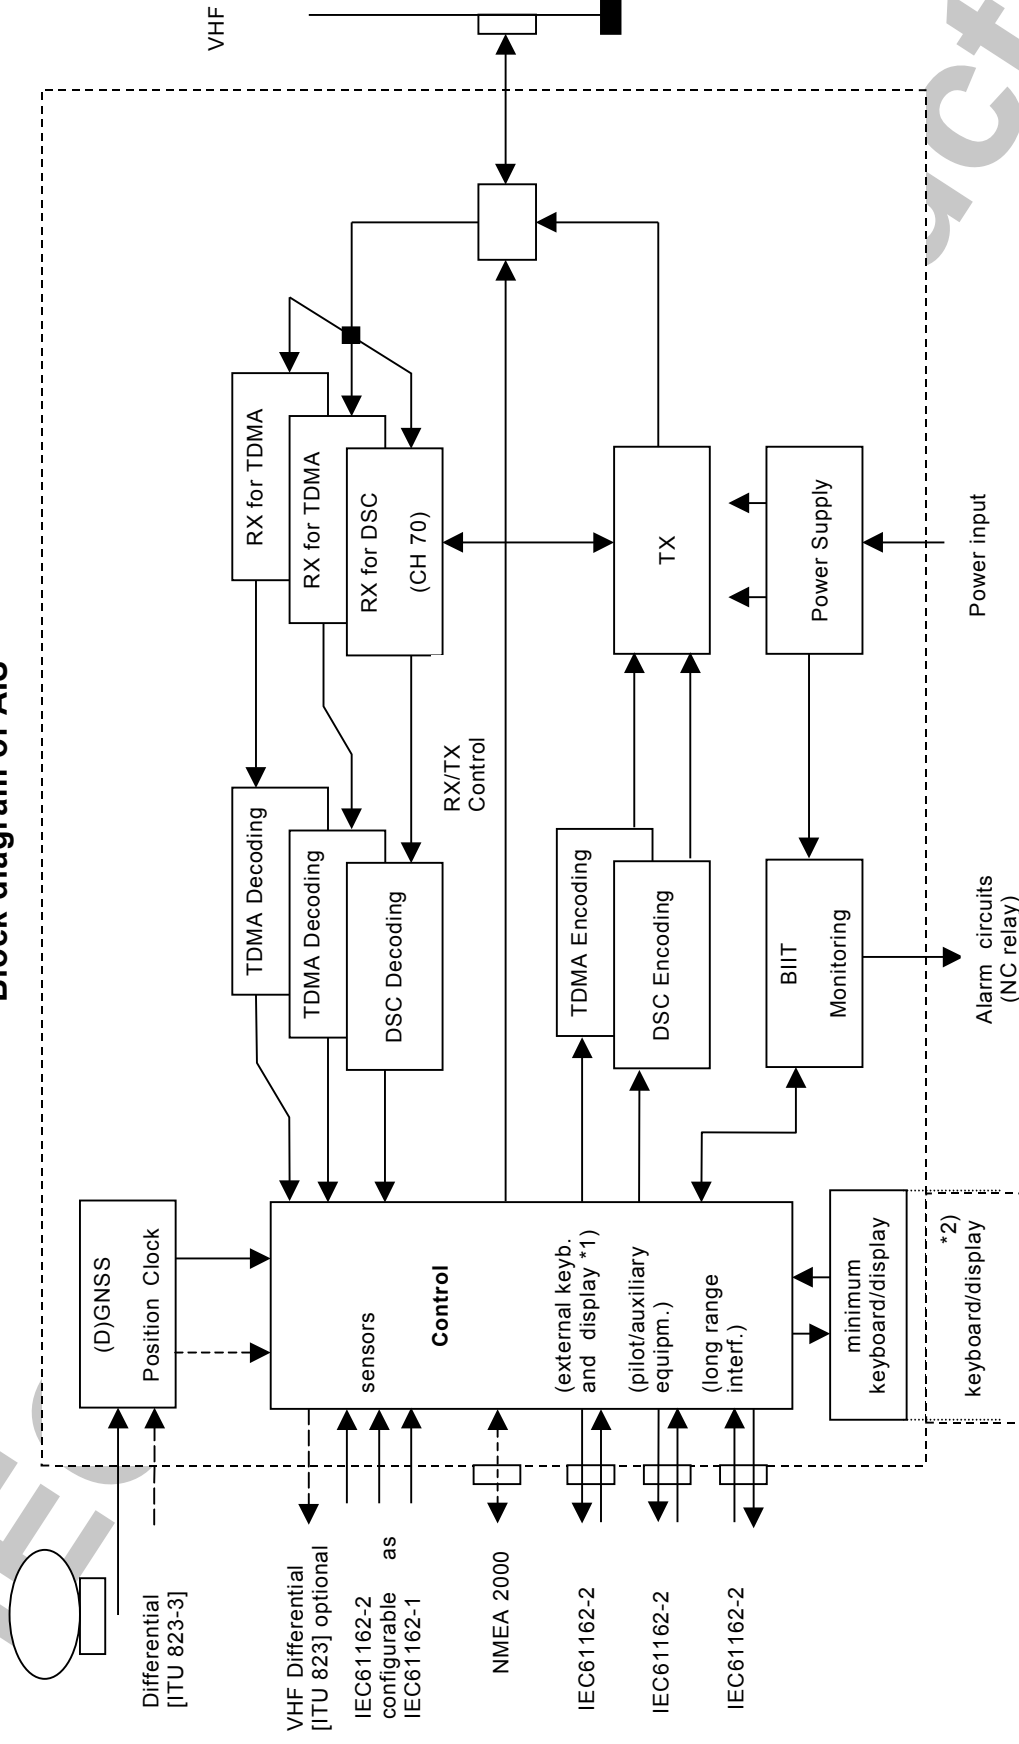 Block diagram of AIS
VHF
RX for TDMA
RX for TDMA
RX for DSC
(CH 70)
TX
Power Supply
Power input
TDMA Decoding
TDMA Decoding
DSC Decoding
RX/TX
Control
TDMA Encoding
DSC Encoding
BIIT
Monitoring
Alarm circuits
(NC relay)
(D)GNSS
Position Clock
sensors
Control
(external keyb.
and display *1)
(pilot/auxiliary
equipm.)
(long range
interf.)
minimum
keyboard/display
*2)
keyboard/display
Differential
[ITU 823-3]
VHF Differential
[ITU 823] optional
IEC61162-2
configurable as
IEC61162-1
NMEA 2000
IEC61162-2
IEC61162-2
IEC61162-2